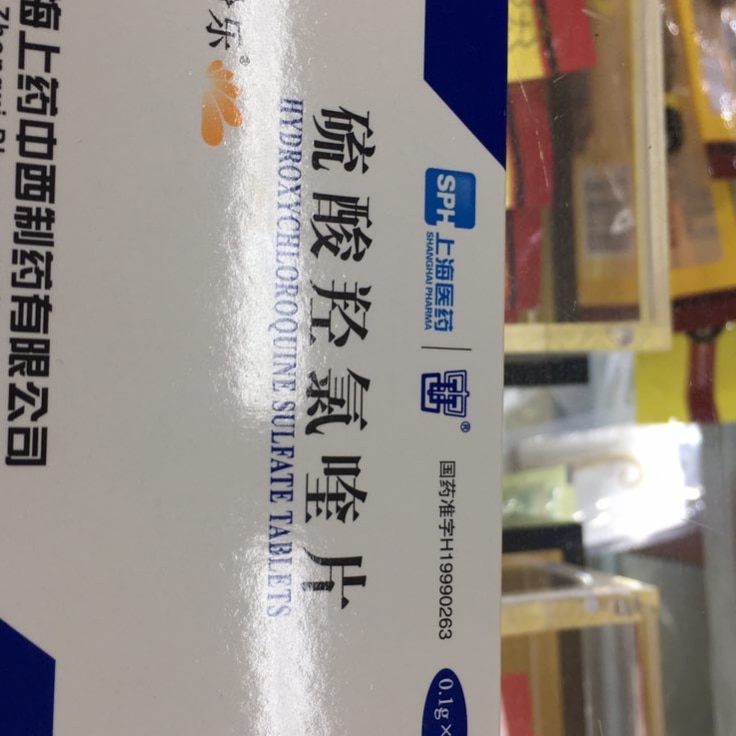 SPH 上海医药
SHANGHAI PHARMA
®
国药准字H19990263
0.1g×
硫酸羟氯喹片
HYDROXYCHLOROQUINE SULFATE TABLETS
乐®
海上药中西制药有限公司